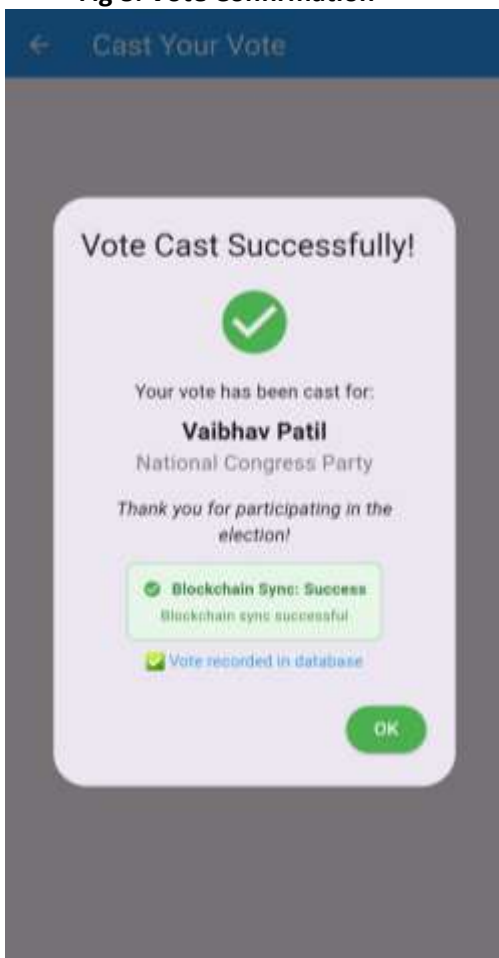 Fig 5: Vote Confirmation
Cast Your Vote
Vote Cast Successfully!
Your vote has been cast for:
Vaibhav Patil
National Congress Party
Thank you for participating in the
election!
Blockchain Sync: Success
Blockchain sync successful
Vote recorded in database
OK